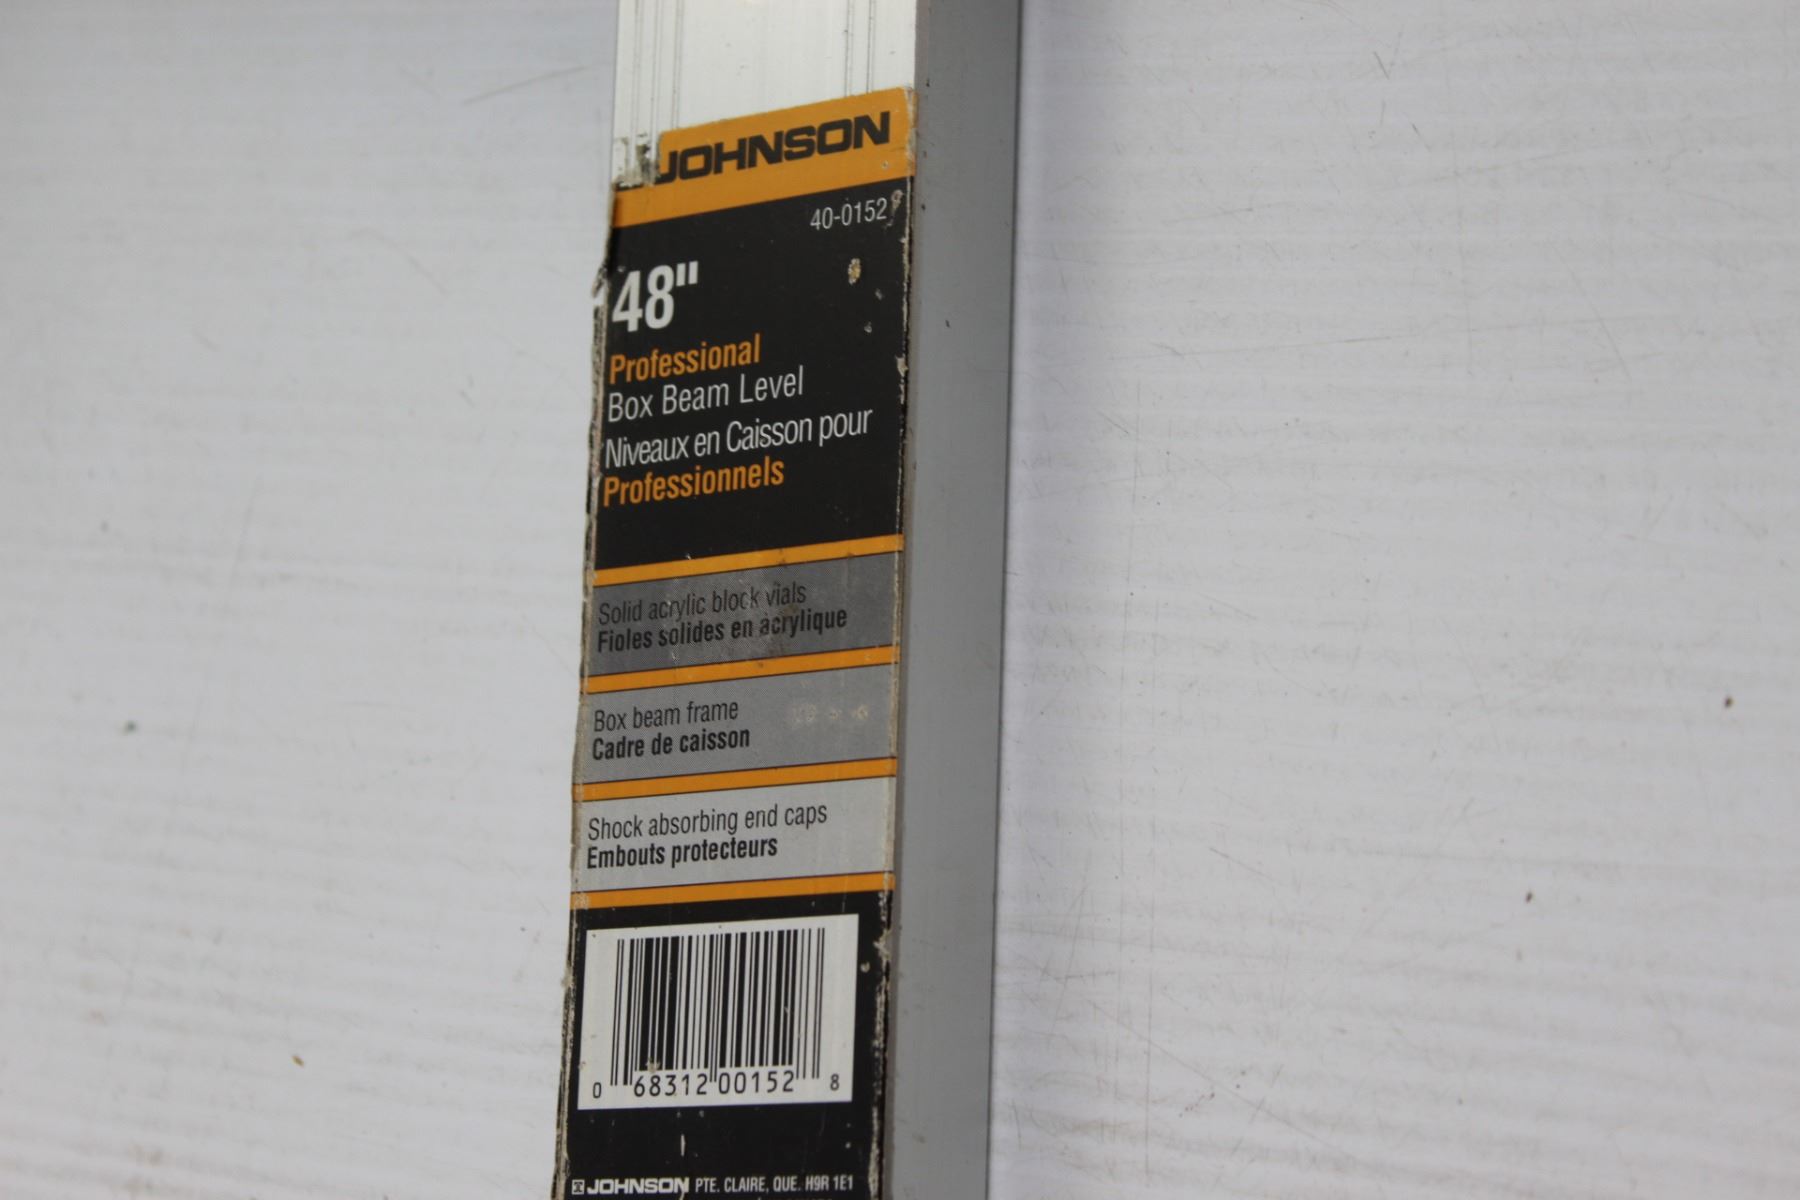 JOHNSON
40-0152
48"
Professional
Box Beam Level
Niveaux en Caisson pour
Professionnels
Solid acrylic block vials
Fioles solides en acrylique
Box beam frame
Cadre de caisson
Shock absorbing end caps
Embouts protecteurs
0 68312 00152 8
JOHNSON PTE. CLAIRE, QUE. H9R 1E1